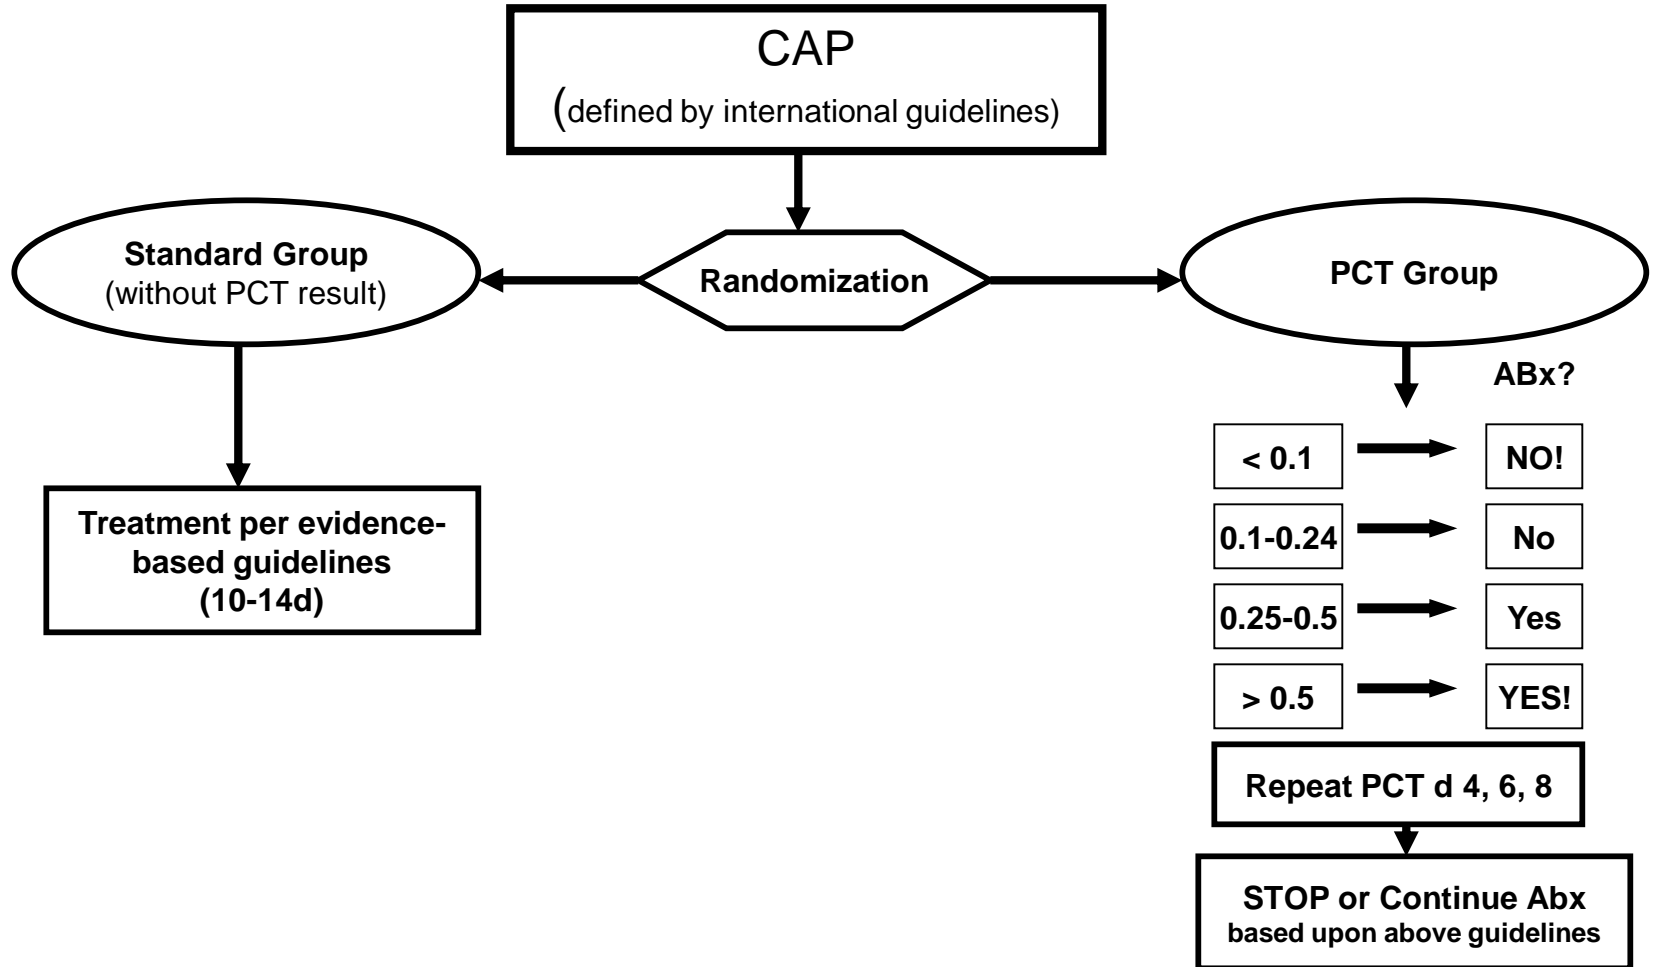 CAP
(defined by international guidelines)
Standard Group
(without PCT result)
Randomization
PCT Group
ABx?
< 0.1
NO!
0.1-0.24
No
0.25-0.5
Yes
> 0.5
YES!
Treatment per evidence-
based guidelines
(10-14d)
Repeat PCT d 4, 6, 8
STOP or Continue Abx
based upon above guidelines